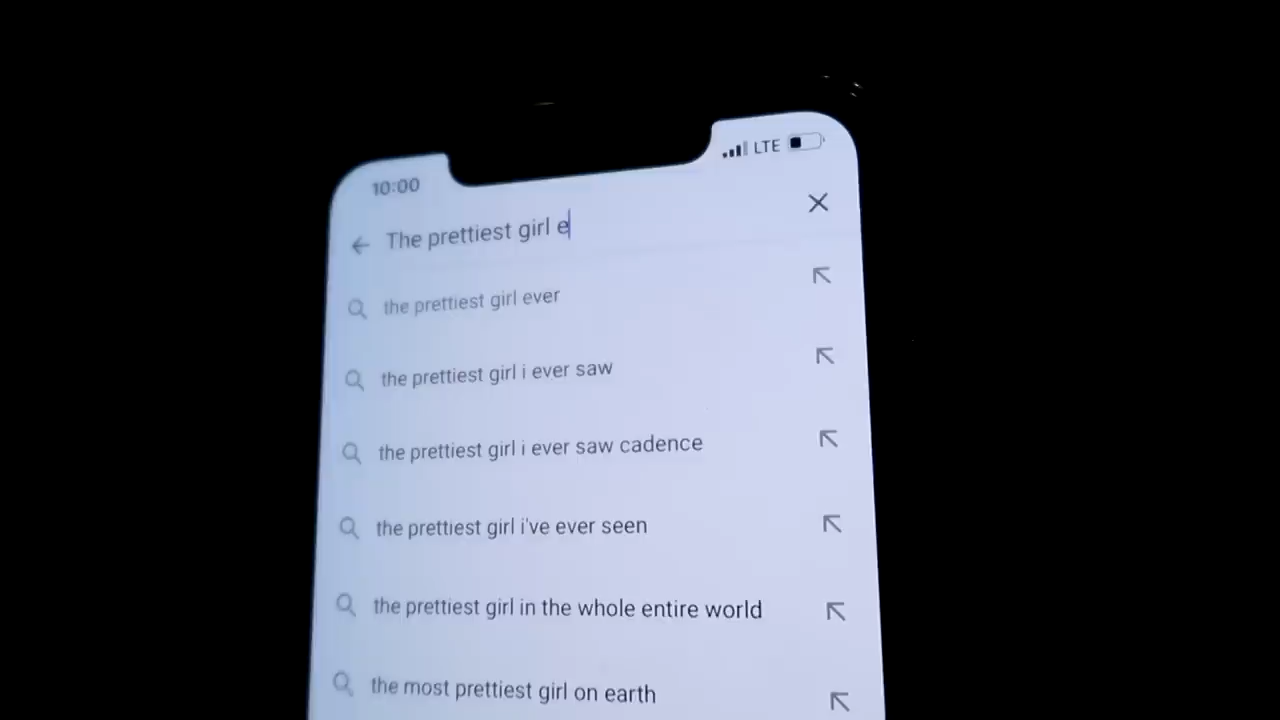 10:00
LTE
The prettiest girl e
the prettiest girl ever
the prettiest girl i ever saw
the prettiest girl i ever saw cadence
the prettiest girl i've ever seen
the prettiest girl in the whole entire world
the most prettiest girl on earth